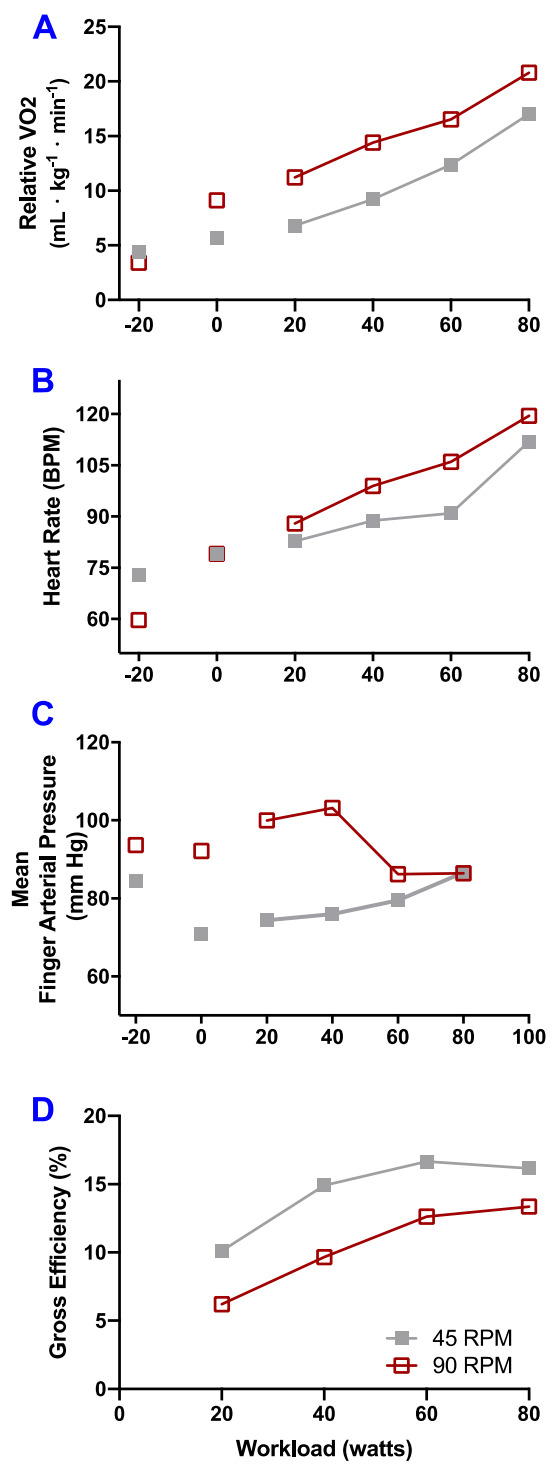 A
Relative VO2
(mL · kg⁻¹ · min⁻¹)
25
20
15
10
5
0
-20 0 20 40 60 80
B
Heart Rate (BPM)
120
105
90
75
60
-20 0 20 40 60 80
C
Mean
Finger Arterial Pressure
(mm Hg)
120
100
80
60
-20 0 20 40 60 80 100
D
Gross Efficiency (%)
20
15
10
5
0
45 RPM
90 RPM
0 20 40 60 80
Workload (watts)